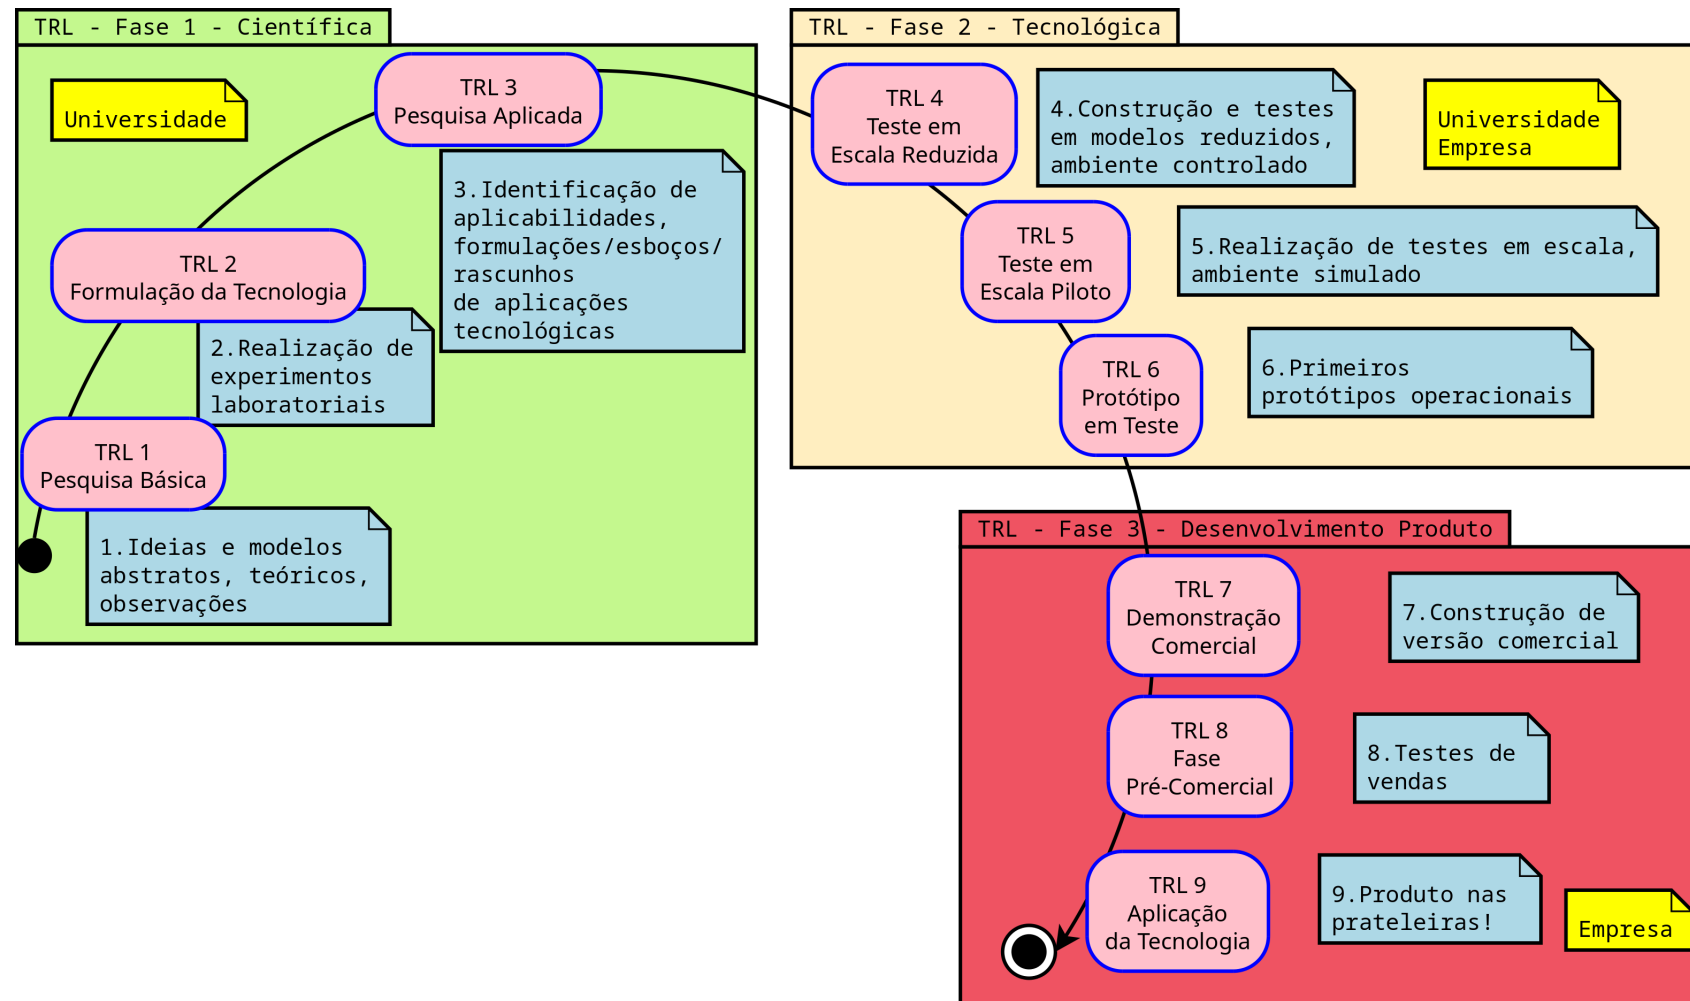 TRL - Fase 1 - Científica
Universidade
TRL 3
Pesquisa Aplicada
3.Identificação de
aplicabilidades,
formulações/esboços/
rascunhos
de aplicações
tecnológicas
TRL 2
Formulação da Tecnologia
2.Realização de
experimentos
laboratoriais
TRL 1
Pesquisa Básica
1.Ideias e modelos
abstratos, teóricos,
observações
TRL - Fase 2 - Tecnológica
TRL 4
Teste em
Escala Reduzida
4.Construção e testes
em modelos reduzidos,
ambiente controlado
Universidade
Empresa
TRL 5
Teste em
Escala Piloto
5.Realização de testes em escala,
ambiente simulado
TRL 6
Protótipo
em Teste
6.Primeiros
protótipos operacionais
TRL - Fase 3 - Desenvolvimento Produto
TRL 7
Demonstração
Comercial
7.Construção de
versão comercial
TRL 8
Fase
Pré-Comercial
8.Testes de
vendas
TRL 9
Aplicação
da Tecnologia
9.Produto nas
prateleiras!
Empresa